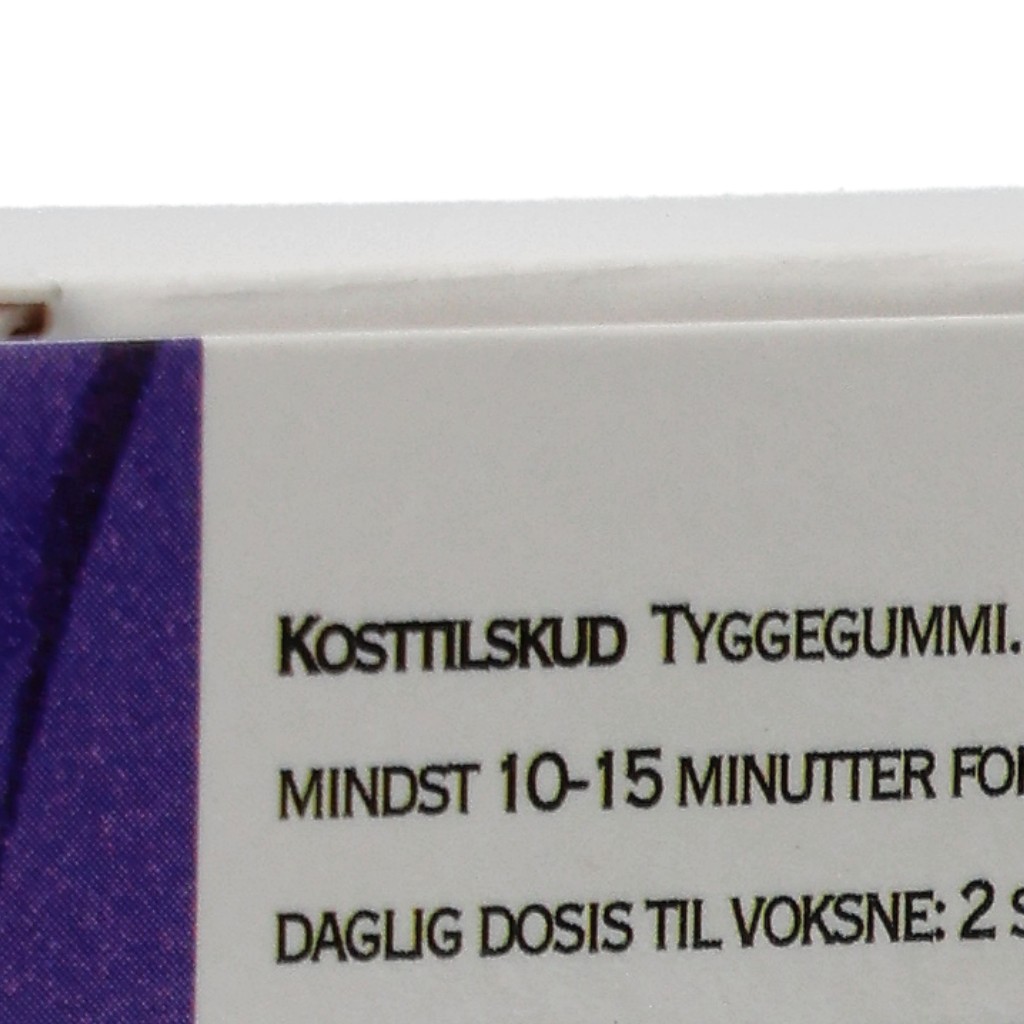 KOSTTILSKUD TYGGEGUMMI.
MINDST 10-15 MINUTTER
DAGLIG DOSIS TIL VOKSNE: 2